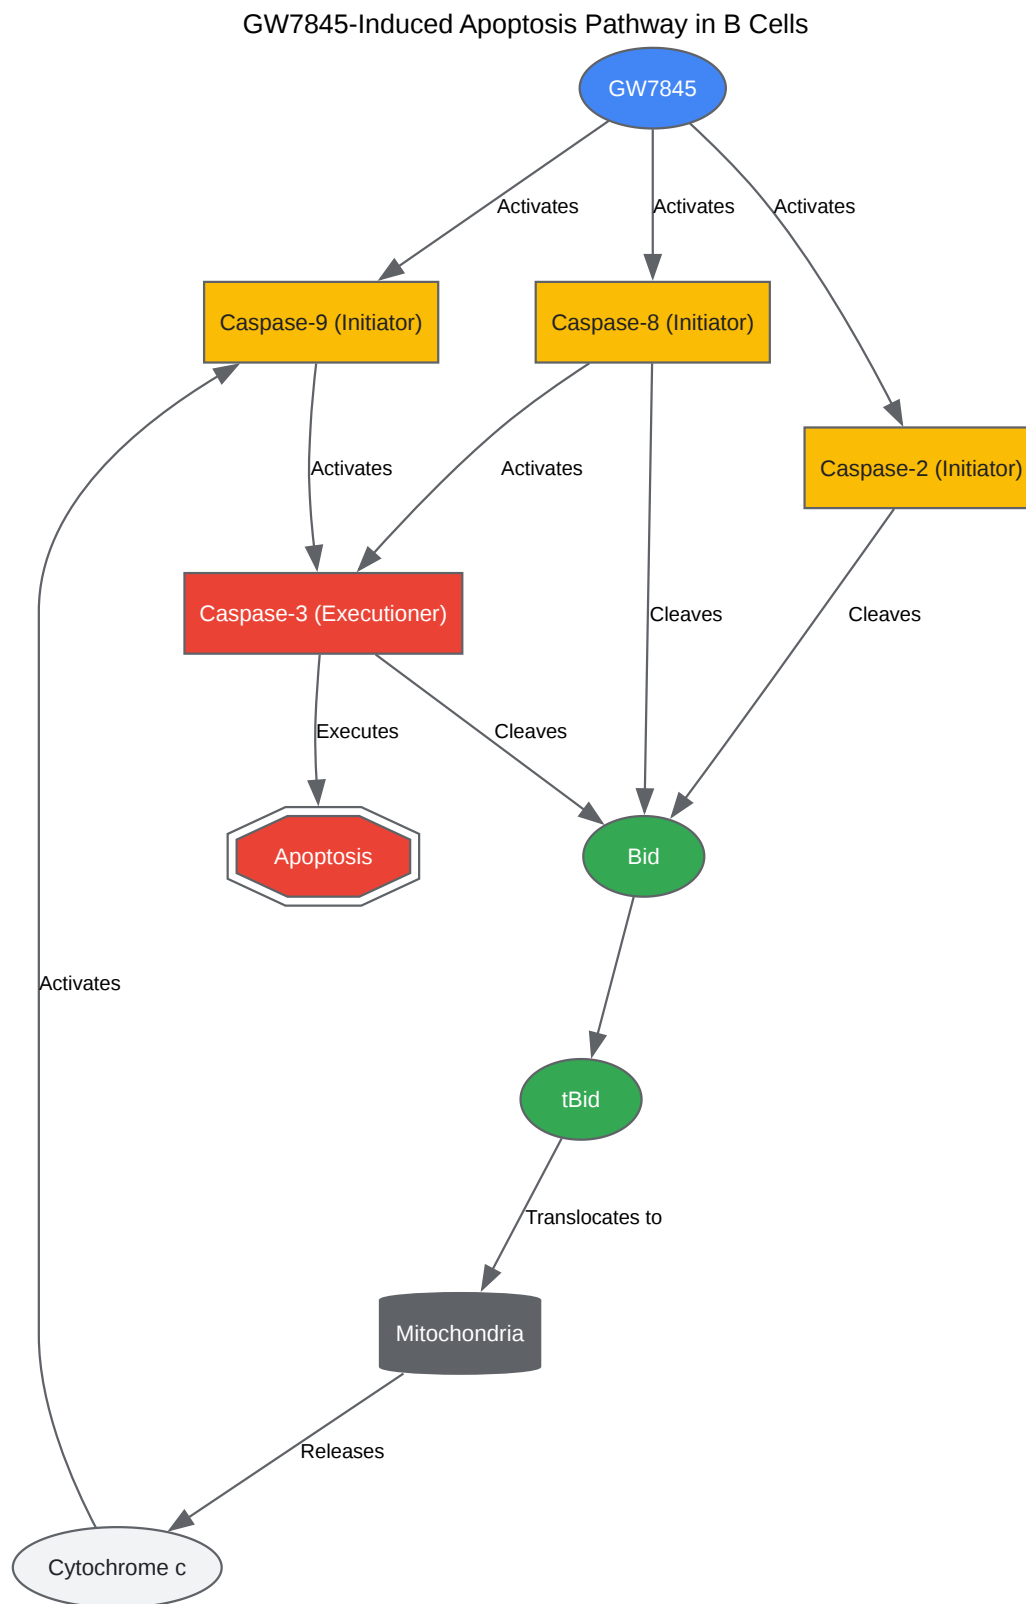 GW7845-Induced Apoptosis Pathway in B Cells
GW7845
Activates
Activates
Activates
Caspase-9 (Initiator)
Caspase-8 (Initiator)
Caspase-2 (Initiator)
Activates
Activates
Caspase-3 (Executioner)
Cleaves
Cleaves
Executes
Cleaves
Apoptosis
Bid
Activates
tBid
Translocates to
Mitochondria
Releases
Cytochrome c